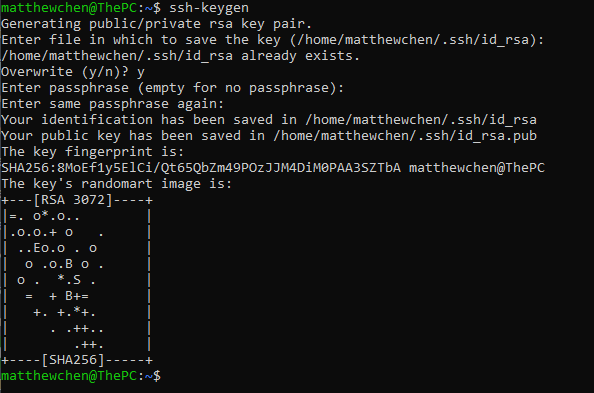 matthewchen@ThePC:~$ ssh-keygen
Generating public/private rsa key pair.
Enter file in which to save the key (/home/matthewchen/.ssh/id_rsa):
/home/matthewchen/.ssh/id_rsa already exists.
Overwrite (y/n)? y
Enter passphrase (empty for no passphrase):
Enter same passphrase again:
Your identification has been saved in /home/matthewchen/.ssh/id_rsa
Your public key has been saved in /home/matthewchen/.ssh/id_rsa.pub
The key fingerprint is:
SHA256:8MoEf1y5ElCi/Qt65QbZm49POzJJM4DiM0PAA3SZTbA matthewchen@ThePC
The key's randomart image is:
+---[RSA 3072]----+
|=. o*.o..        |
|.o.o.+ o   .     |
| ..Eo.o . o      |
|  o .o.B o .     |
| o .  *.S .      |
|  =  + B+=       |
|   +. +.*+.      |
|     . .++..     |
|        .++.     |
+----[SHA256]-----+
matthewchen@ThePC:~$